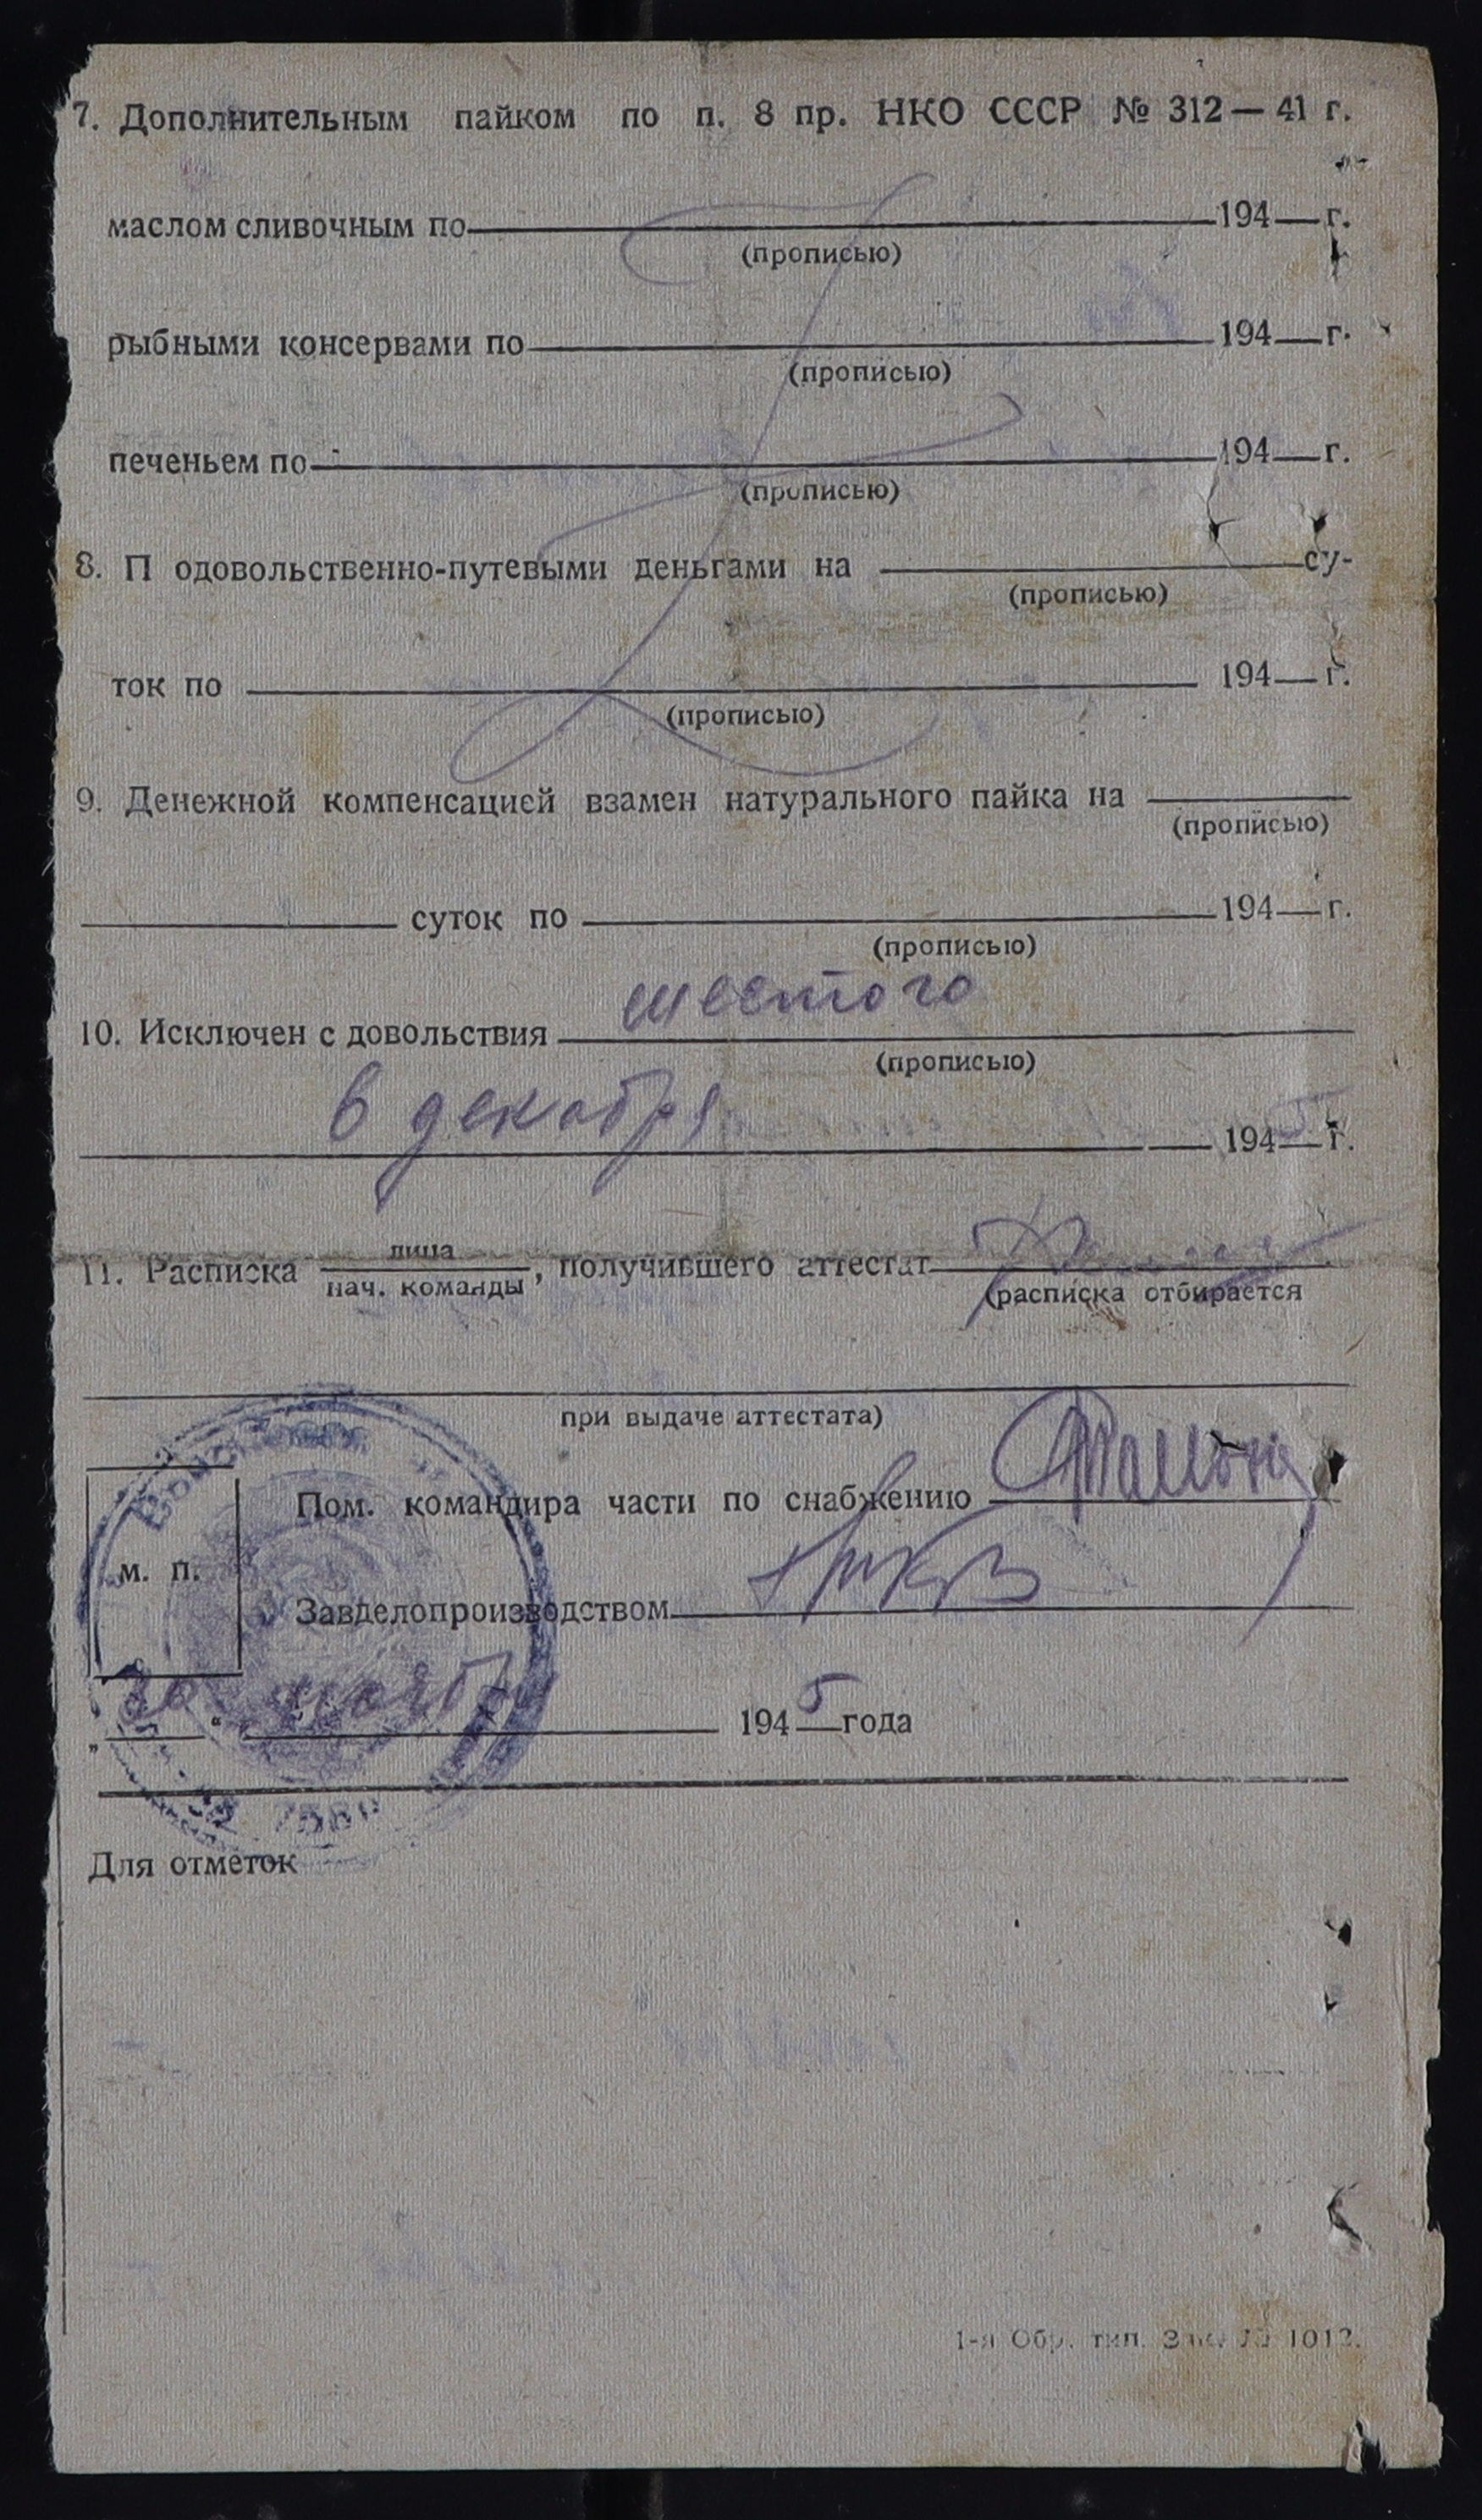 7. Дополнительным пайком по п. 8 пр. НКО СССР № 312 — 41 г.
маслом сливочным по 194 г.
(прописью)
рыбными консервами по 194 г.
(прописью)
печеньем по 194 г.
(прописью)
8. П одовольственно-путевыми деньгами на су-
(прописью)
ток по 194 г.
(прописью)
9. Денежной компенсацией взамен натурального пайка на
(прописью)
суток по 194 г.
(прописью)
10. Исключен с довольствия шестого
(прописью)
6 декабря 1945 г.
11. Расписка лица
нач. команды, получившего аттестат
(расписка отбирается
при выдаче аттестата)
Пом. командира части по снабжению
м. п.
Завделопроизводством
" " 1945 года
Для отметок
1-я Обр. тип. Зак. № 1012.